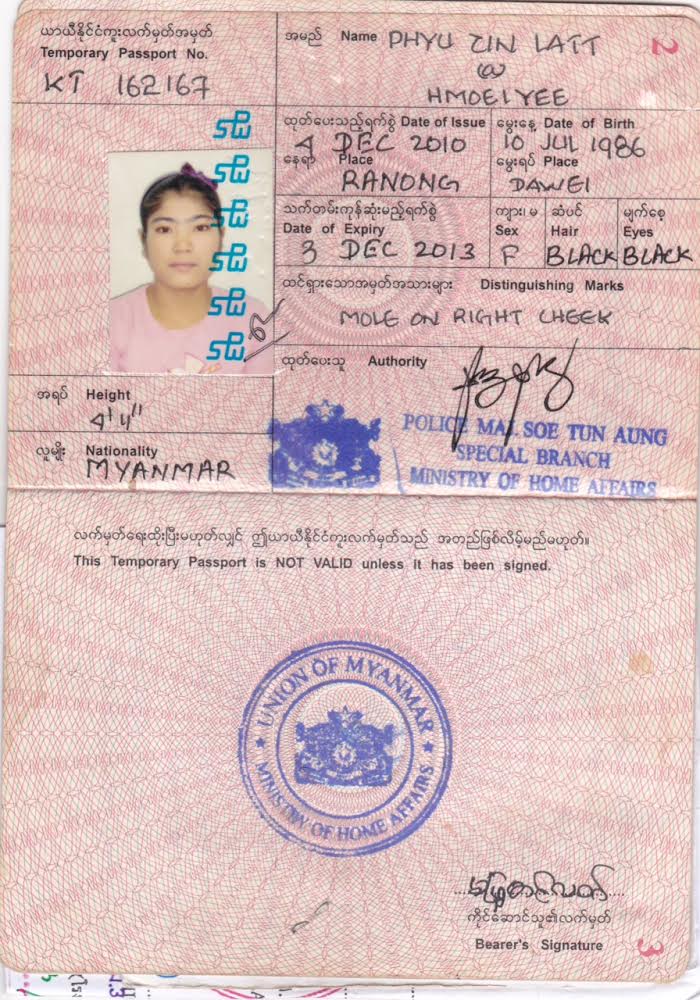 ယာယီနိုင်ငံကူးလက်မှတ်အမှတ်
Temporary Passport No.
KT 162167
အမည် Name PHYU ZIN LATT
@
HMOEIYEE
2
ထုတ်ပေးသည့်ရက်စွဲ Date of Issue
4 DEC 2010
နေရာ Place
RANONG
မွေးနေ့ Date of Birth
10 JUL 1986
မွေးရပ် Place
DAWEI
သက်တမ်းကုန်ဆုံးမည့်ရက်စွဲ
Date of Expiry
3 DEC 2013
ကျား၊ မ
Sex
F
ဆံပင်
Hair
BLACK
မျက်စေ့
Eyes
BLACK
ထင်ရှားသောအမှတ်အသားများ Distinguishing Marks
MOLE ON RIGHT CHEEK
ထုတ်ပေးသူ Authority
POLICE MAJ. SOE TUN AUNG
SPECIAL BRANCH
MINISTRY OF HOME AFFAIRS
အရပ် Height
4' 4"
လူမျိုး Nationality
MYANMAR
လက်မှတ်ရေးထိုးပြီးမဟုတ်လျှင် ဤယာယီနိုင်ငံကူးလက်မှတ်သည် အတည်ဖြစ်လိမ့်မည်မဟုတ်။
This Temporary Passport is NOT VALID unless it has been signed.
UNION OF MYANMAR
MINISTRY OF HOME AFFAIRS
ဖြူဇင်လတ်
ကိုင်ဆောင်သူ၏လက်မှတ်
Bearer's Signature
3